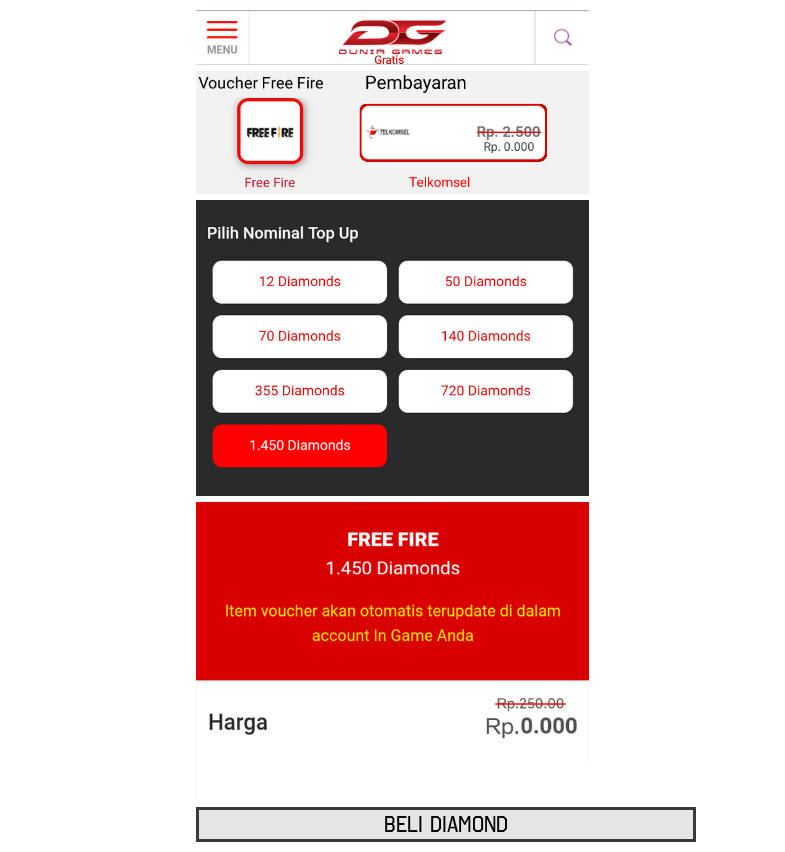 MENU
DG
DUNIA GAMES
Gratis
Voucher Free Fire
Pembayaran
FREE FIRE
TELKOMSEL
Rp. 2.500
Rp. 0.000
Free Fire
Telkomsel
Pilih Nominal Top Up
12 Diamonds
50 Diamonds
70 Diamonds
140 Diamonds
355 Diamonds
720 Diamonds
1.450 Diamonds
FREE FIRE
1.450 Diamonds
Item voucher akan otomatis terupdate di dalam
account In Game Anda
Rp.250.00
Harga
Rp.0.000
BELI DIAMOND